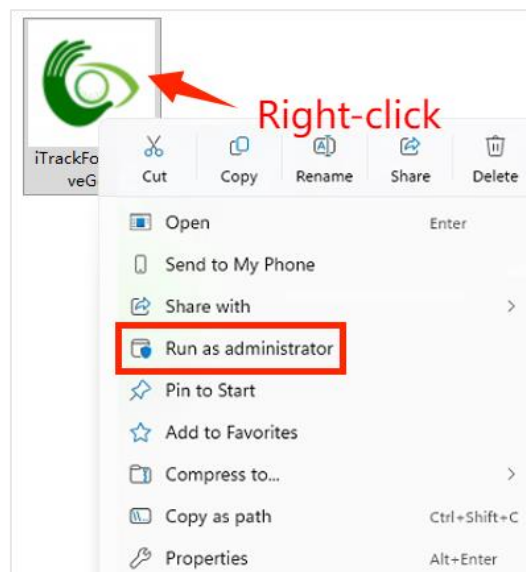 Right-click
iTrackFo
veG
Cut Copy Rename Share Delete
Open Enter
Send to My Phone
Share with
Run as administrator
Pin to Start
Add to Favorites
Compress to...
Copy as path Ctrl+Shift+C
Properties Alt+Enter